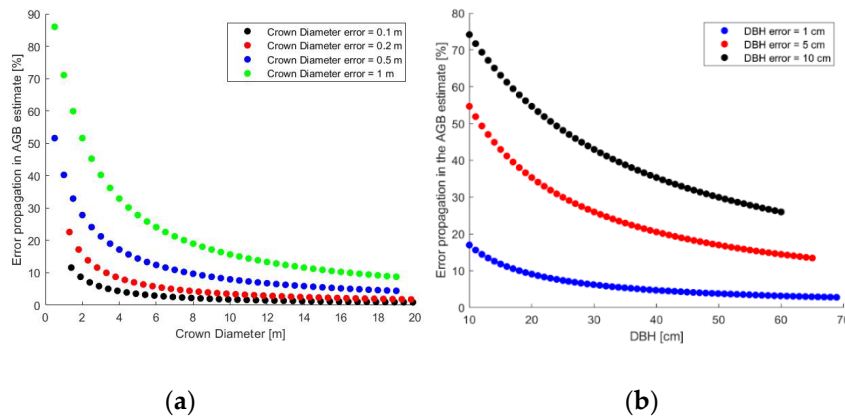 Crown Diameter error = 0.1 m
Crown Diameter error = 0.2 m
Crown Diameter error = 0.5 m
Crown Diameter error = 1 m
Error propagation in AGB estimate [%]
90
80
70
60
50
40
30
20
10
0
0 2 4 6 8 10 12 14 16 18 20
Crown Diameter [m]
(a)
DBH error = 1 cm
DBH error = 5 cm
DBH error = 10 cm
Error propagation in the AGB estimate [%]
80
70
60
50
40
30
20
10
0
10 20 30 40 50 60 70
DBH [cm]
(b)